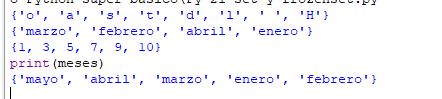 {'o', 'a', 's', 't', 'd', 'l', ' ', 'H'}
{'marzo', 'febrero', 'abril', 'enero'}
{1, 3, 5, 7, 9, 10}
print(meses)
{'mayo', 'abril', 'marzo', 'enero', 'febrero'}